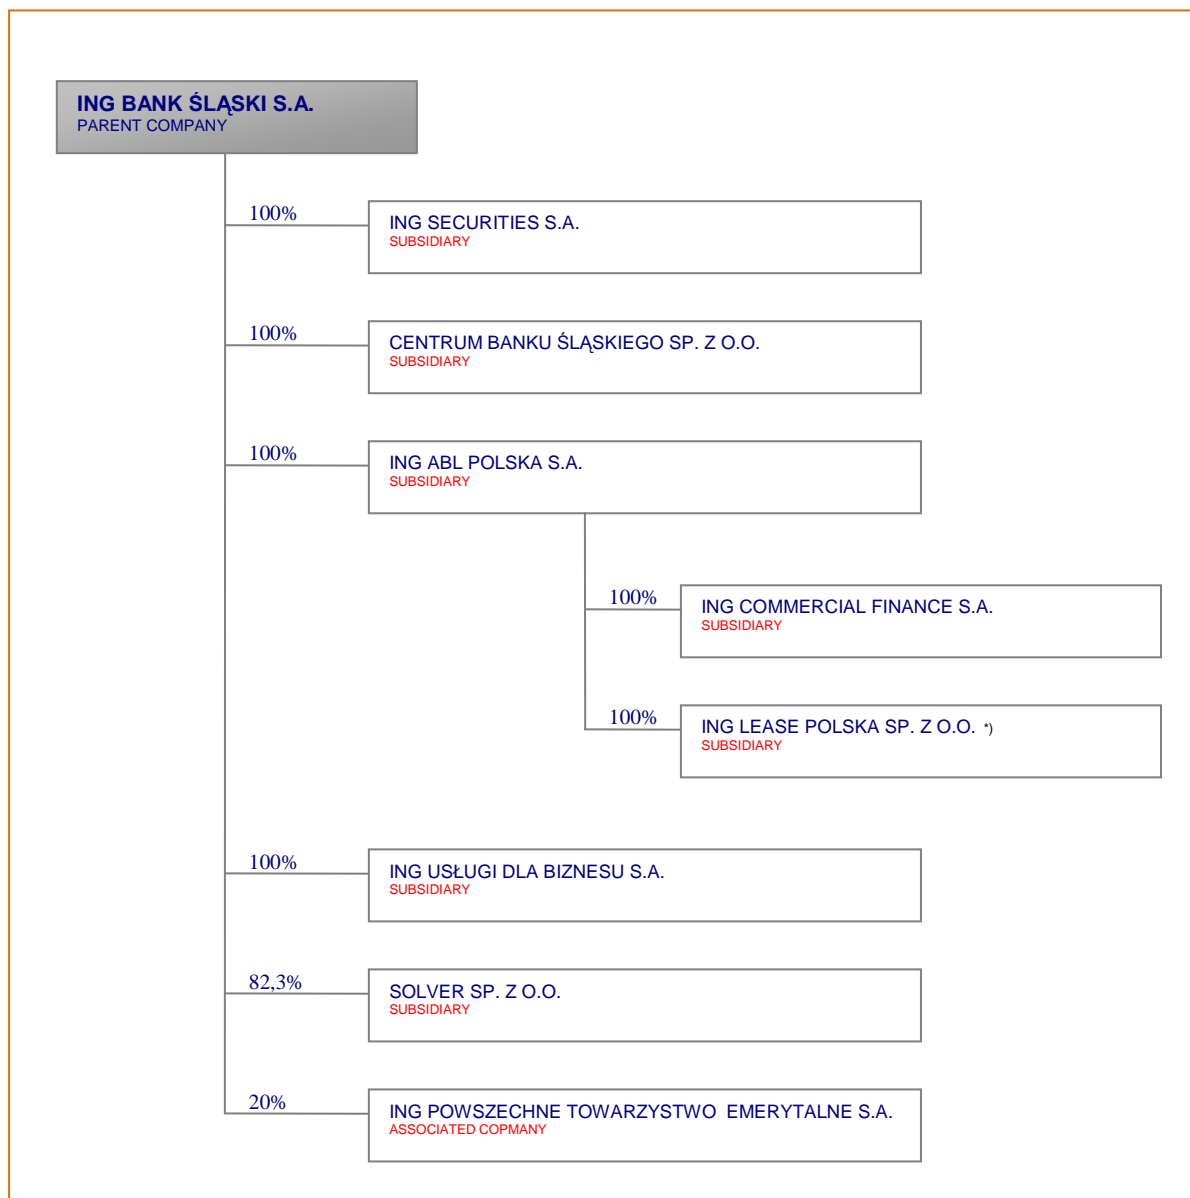 ING BANK ŚLĄSKI S.A.
PARENT COMPANY
100%
ING SECURITIES S.A.
SUBSIDIARY
100%
CENTRUM BANKU ŚLĄSKIEGO SP. Z O.O.
SUBSIDIARY
100%
ING ABL POLSKA S.A.
SUBSIDIARY
100%
ING COMMERCIAL FINANCE S.A.
SUBSIDIARY
100%
ING LEASE POLSKA SP. Z O.O. *)
SUBSIDIARY
100%
ING USŁUGI DLA BIZNESU S.A.
SUBSIDIARY
82,3%
SOLVER SP. Z O.O.
SUBSIDIARY
20%
ING POWSZECHNE TOWARZYSTWO EMERYTALNE S.A.
ASSOCIATED COPMANY